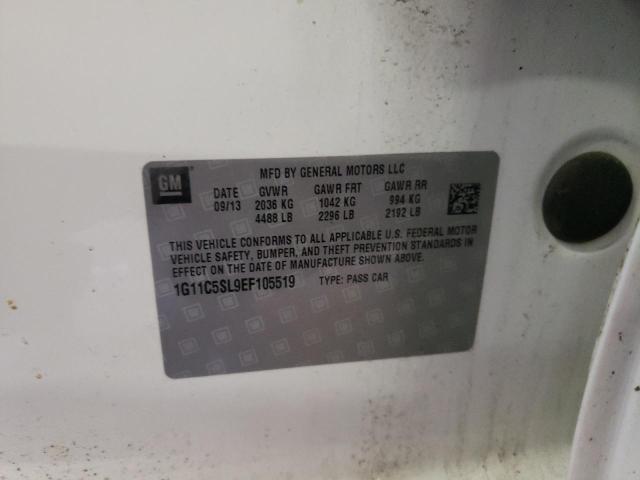 GM
MFD BY GENERAL MOTORS LLC
DATE GVWR GAWR FRT GAWR RR
09/13 2036 KG 1042 KG 994 KG
4488 LB 2296 LB 2192 LB
THIS VEHICLE CONFORMS TO ALL APPLICABLE U.S. FEDERAL MOTOR
VEHICLE SAFETY, BUMPER, AND THEFT PREVENTION STANDARDS IN
EFFECT ON THE DATE OF MANUFACTURE SHOWN ABOVE.
1G11C5SL9EF105519 TYPE: PASS CAR